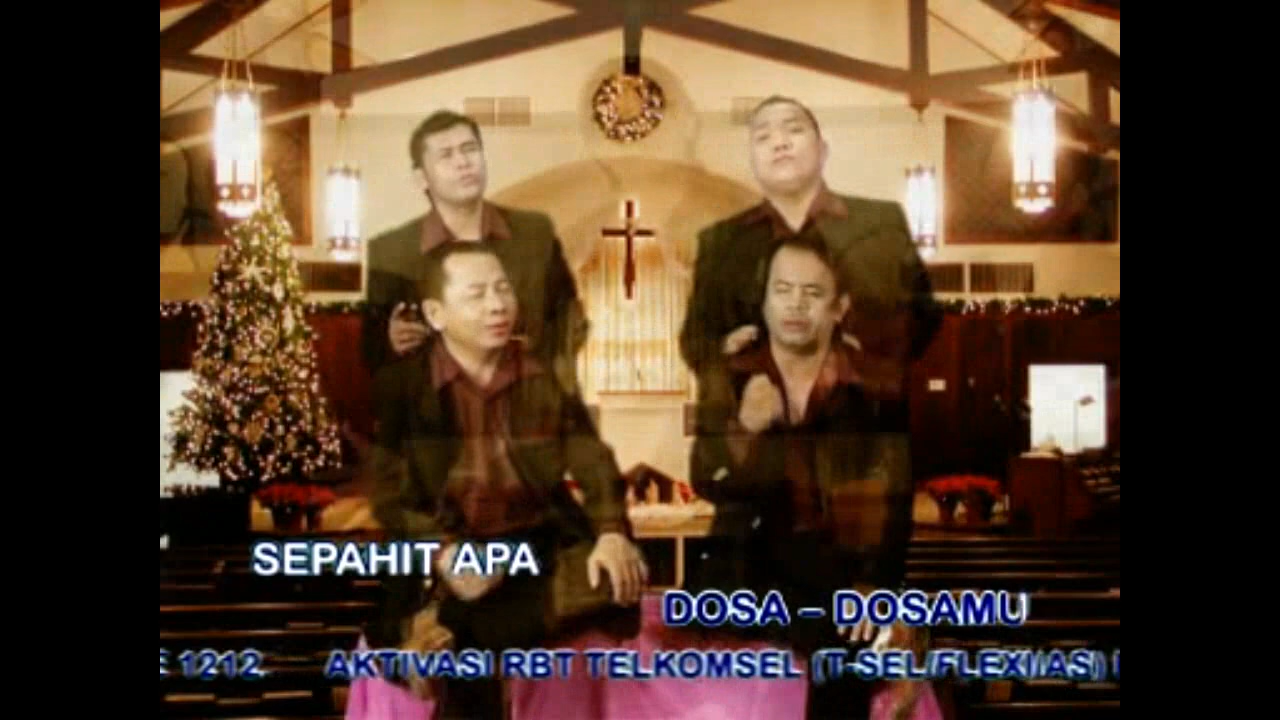 SEPAHIT APA
DOSA – DOSAMU
E 1212. AKTIVASI RBT TELKOMSEL (T-SEL/FLEXI/AS)